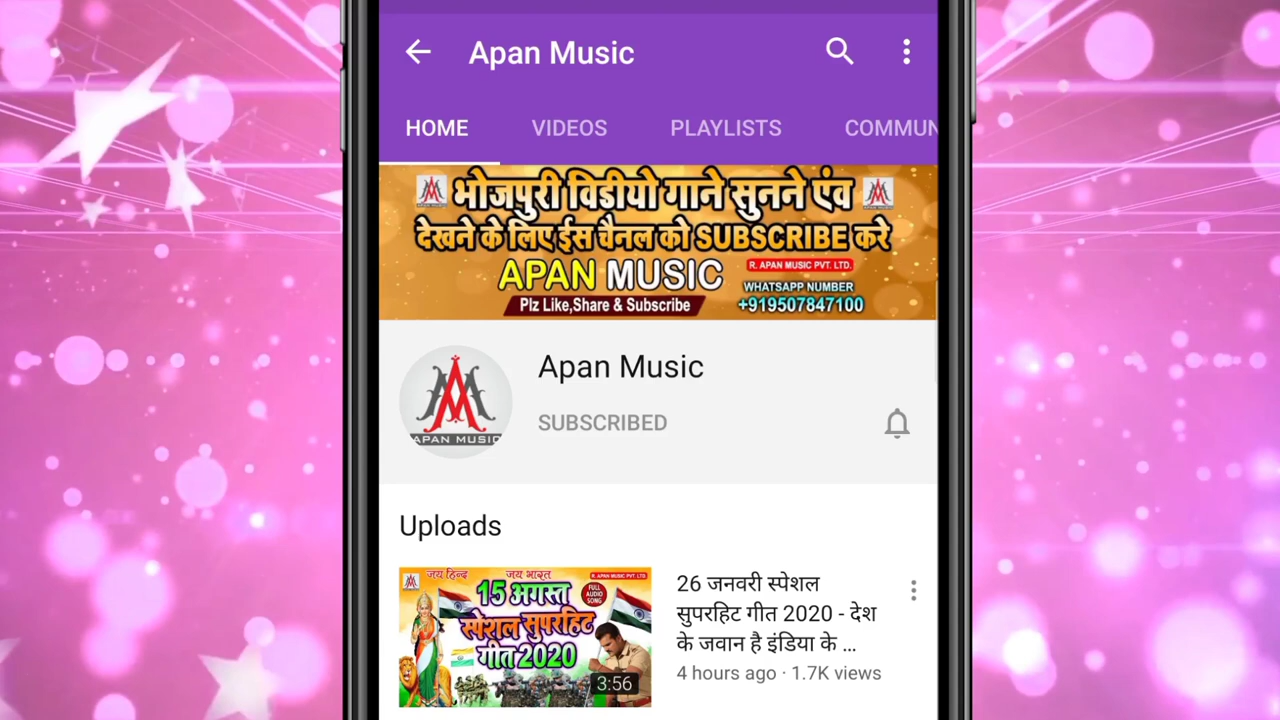 Apan Music
HOME VIDEOS PLAYLISTS COMMUN
भोजपुरी विडीयो गाने सुनने एंव
देखने के लिए ईस चैनल को SUBSCRIBE करे
APAN MUSIC
R. APAN MUSIC PVT. LTD.
WHATSAPP NUMBER
+919507847100
Plz Like,Share & Subscribe
Apan Music
SUBSCRIBED
APAN MUSIC
Uploads
जय हिन्द जय भारत
R. APAN MUSIC PVT. LTD
15 अगस्त
FULL
AUDIO
SONG
स्पेशल सुपरहिट
गीत 2020
3:56
26 जनवरी स्पेशल
सुपरहिट गीत 2020 - देश
के जवान है इंडिया के ...
4 hours ago · 1.7K views